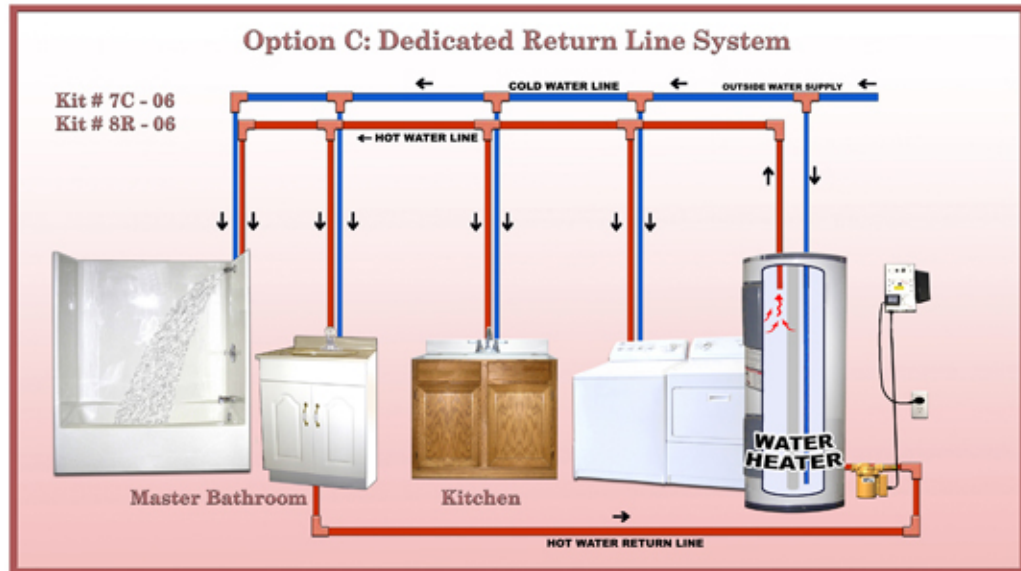 Option C: Dedicated Return Line System
Kit # 7C - 06
Kit # 8R - 06
COLD WATER LINE
OUTSIDE WATER SUPPLY
HOT WATER LINE
WATER
HEATER
Master Bathroom
Kitchen
HOT WATER RETURN LINE